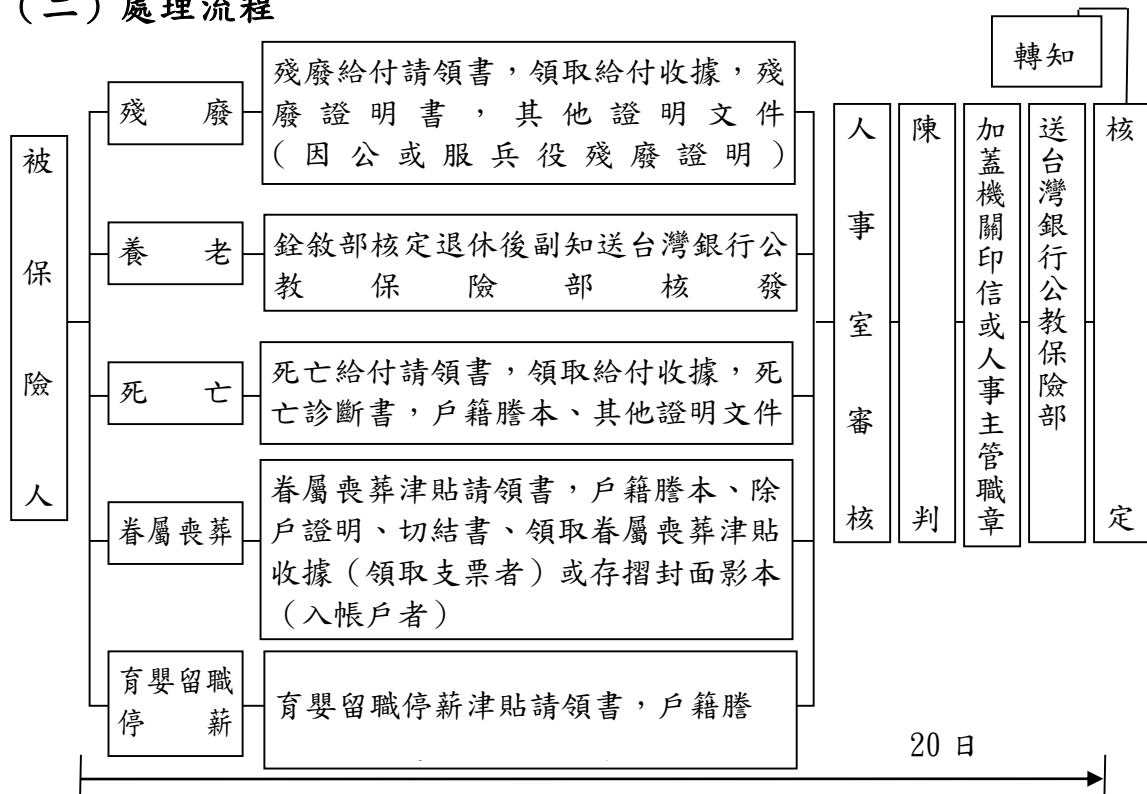 （二）處理流程
轉知
被保險人
殘廢
殘廢給付請領書，領取給付收據，殘
廢證明書，其他證明文件
（因公或服兵役殘廢證明）
養老
銓敘部核定退休後副知送台灣銀行公
教保險部核發
死亡
死亡給付請領書，領取給付收據，死
亡診斷書，戶籍謄本、其他證明文件
眷屬喪葬
眷屬喪葬津貼請領書，戶籍謄本、除
戶證明、切結書、領取眷屬喪葬津貼
收據（領取支票者）或存摺封面影本
（入帳戶者）
育嬰留職
停薪
育嬰留職停薪津貼請領書，戶籍謄
人事室審核
陳判
加蓋機關印信或人事主管職章
送台灣銀行公教保險部
核定
20 日